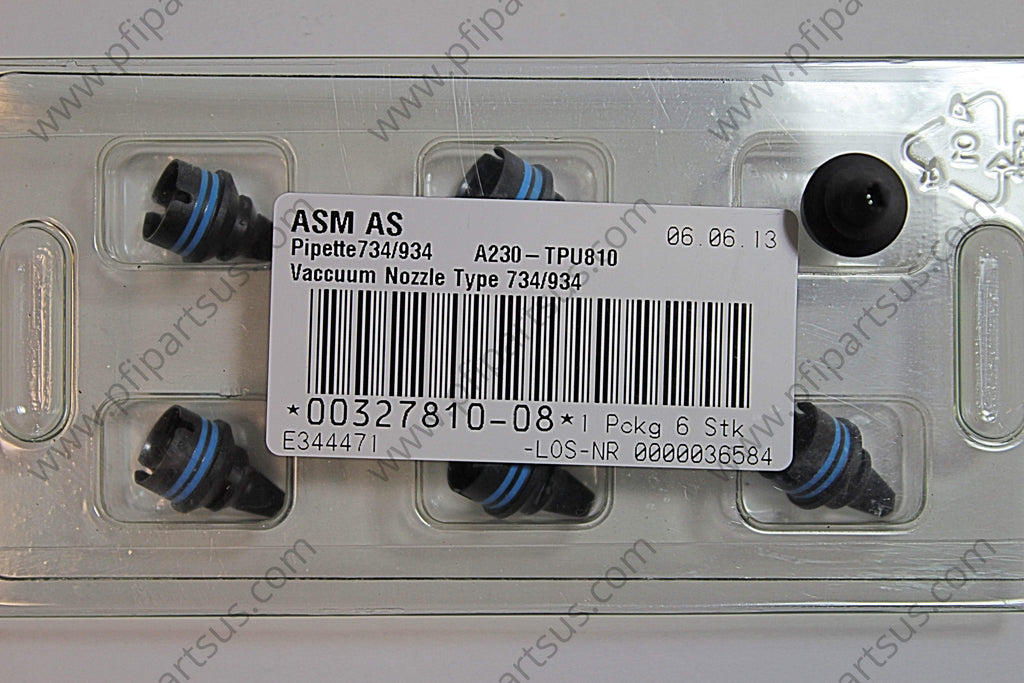 ASM AS
06.06.13
Pipette734/934 A230-TPU810
Vaccuum Nozzle Type 734/934
*00327810-08*1 Pckg 6 Stk
E344471 -LOS-NR 0000036584
www.pfipartsus.com